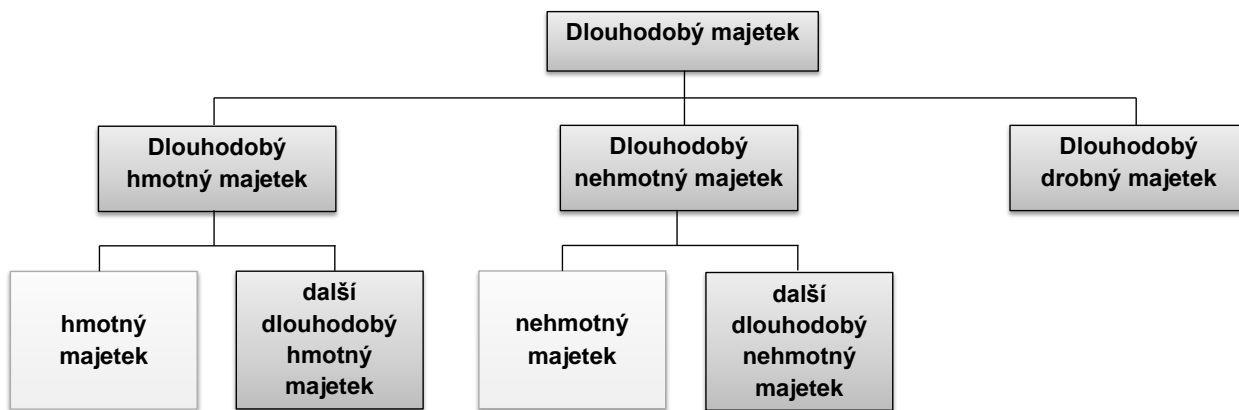 Dlouhodobý majetek
Dlouhodobý
hmotný majetek
Dlouhodobý
nehmotný majetek
Dlouhodobý
drobný majetek
hmotný
majetek
další
dlouhodobý
hmotný
majetek
nehmotný
majetek
další
dlouhodobý
nehmotný
majetek